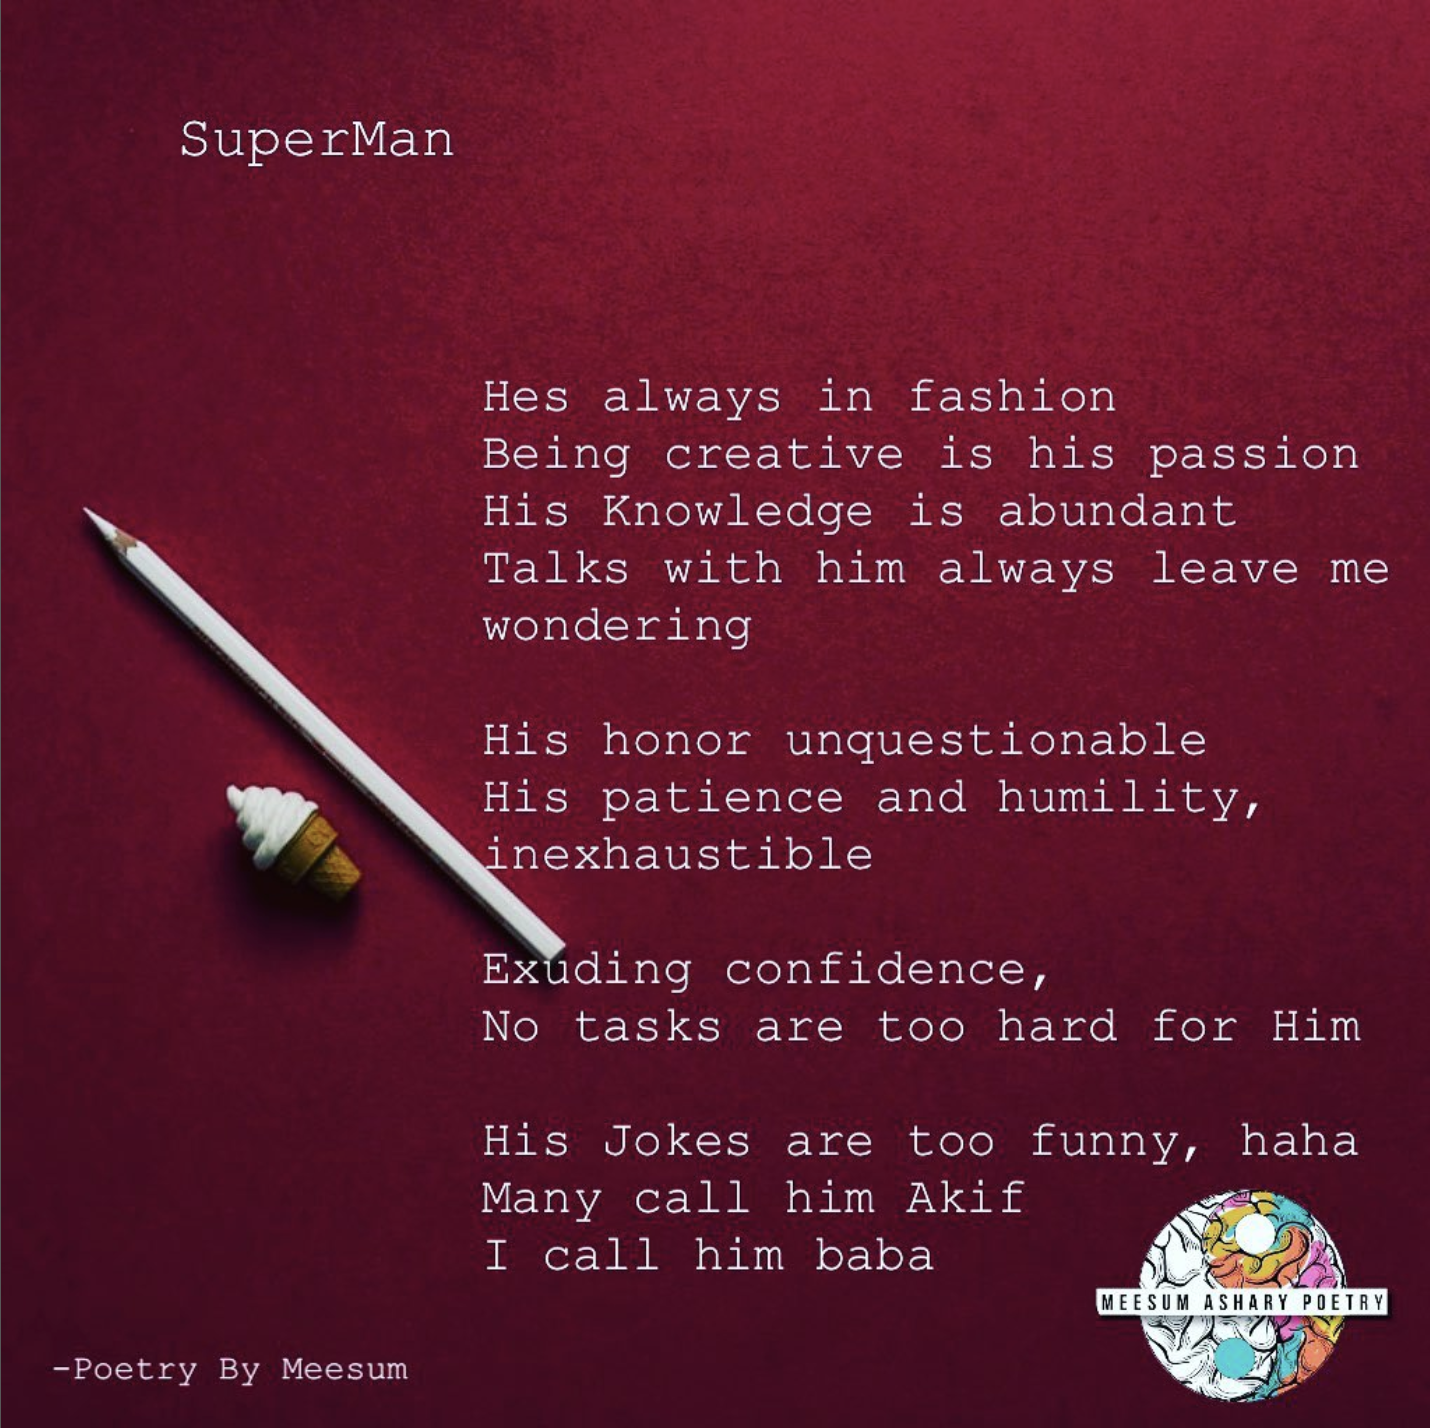 SuperMan
Hes always in fashion
Being creative is his passion
His Knowledge is abundant
Talks with him always leave me
wondering
His honor unquestionable
His patience and humility,
inexhaustible
Exuding confidence,
No tasks are too hard for Him
His Jokes are too funny, haha
Many call him Akif
I call him baba
MEESUM ASHARY POETRY
-Poetry By Meesum